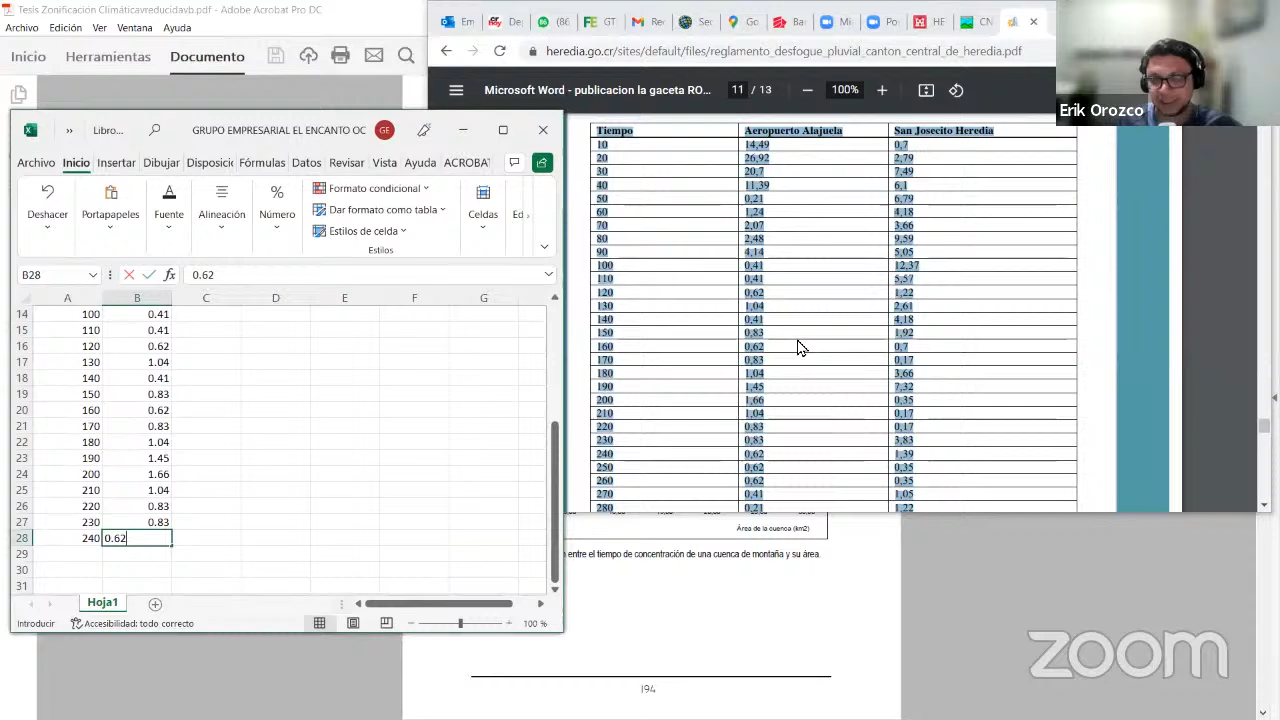 Tesis Zonificación Climáticavreducidavb.pdf - Adobe Acrobat Pro DC
Archivo Edición Ver Ventana Ayuda
Inicio Herramientas Documento
Em De (86 GT Re Sec Go Bar Mi Po HE CN
heredia.go.cr/sites/default/files/reglamento_desfogue_pluvial_canton_central_de_heredia.pdf
Microsoft Word - publicacion la gaceta RO... 11 / 13 100%
Erik Orozco
Libro... GRUPO EMPRESARIAL EL ENCANTO OC GE
Archivo Inicio Insertar Dibujar Disposic Fórmulas Datos Revisar Vista Ayuda ACROBAT
Deshacer Portapapeles Fuente Alineación Número
Formato condicional
Dar formato como tabla
Estilos de celda
Estilos
Celdas
Ed
B28 fx 0.62
A B C D E F G
14 100 0.41
15 110 0.41
16 120 0.62
17 130 1.04
18 140 0.41
19 150 0.83
20 160 0.62
21 170 0.83
22 180 1.04
23 190 1.45
24 200 1.66
25 210 1.04
26 220 0.83
27 230 0.83
28 240 0.62
29
30
31
Hoja1
Introducir Accesibilidad: todo correcto 100 %
Tiempo Aeropuerto Alajuela San Josecito Heredia
10 14,49 0,7
20 26,92 2,79
30 20,7 7,49
40 11,39 6,1
50 0,21 6,79
60 1,24 4,18
70 2,07 3,66
80 2,48 9,59
90 4,14 5,05
100 0,41 12,37
110 0,41 5,57
120 0,62 1,22
130 1,04 2,61
140 0,41 4,18
150 0,83 1,92
160 0,62 0,7
170 0,83 0,17
180 1,04 3,66
190 1,45 7,32
200 1,66 0,35
210 1,04 0,17
220 0,83 0,17
230 0,83 3,83
240 0,62 1,39
250 0,62 0,35
260 0,62 0,35
270 0,41 1,05
280 0,21 1,22
Área de la cuenca (km2)
n entre el tiempo de concentración de una cuenca de montaña y su área.
194
zoom